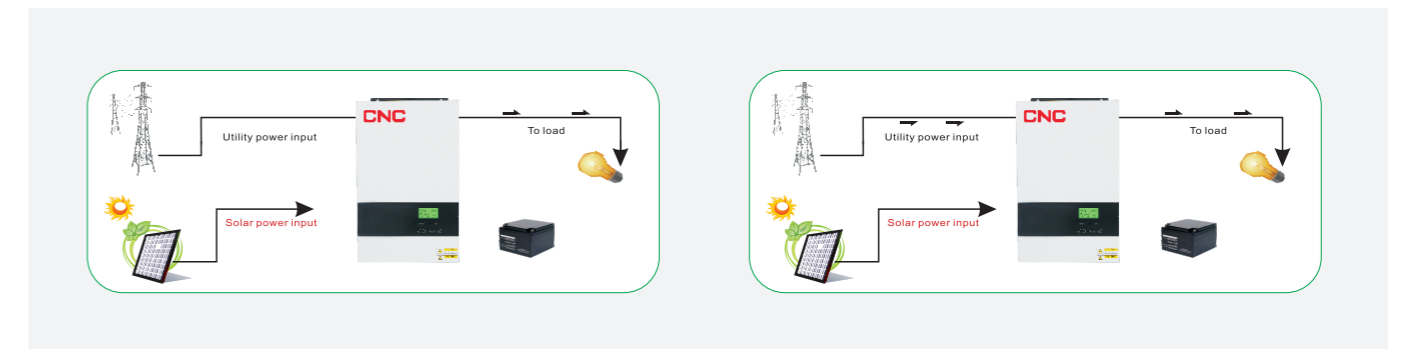 CNC
Utility power input
To load
Solar power input
CNC
Utility power input
To load
Solar power input